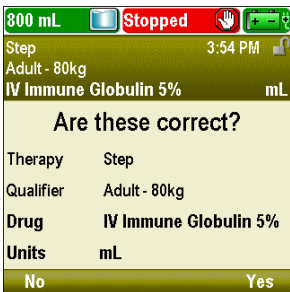 800 mL Stopped
Step 3:54 PM
Adult - 80kg
IV Immune Globulin 5% mL
Are these correct?
Therapy Step
Qualifier Adult - 80kg
Drug IV Immune Globulin 5%
Units mL
No Yes